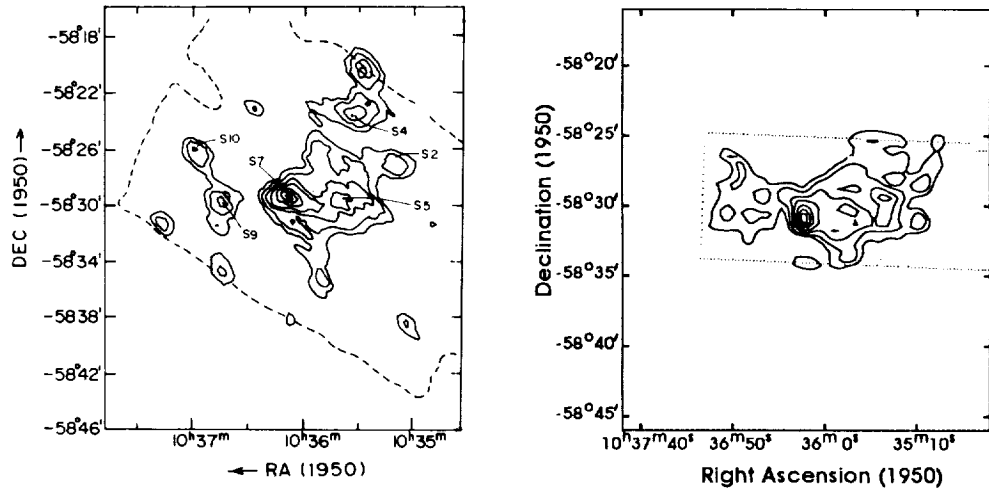 -58°18'
-58°22'
-58°26'
-58°30'
-58°34'
-58°38'
-58°42'
-58°46'
DEC (1950) →
S10
S7
S9
S4
S2
S5
10ʰ37ᵐ
10ʰ36ᵐ
10ʰ35ᵐ
← RA (1950)
-58° 20'
-58° 25'
-58° 30'
-58° 35'
-58° 40'
-58° 45'
Declination (1950)
10ʰ37ᵐ40ˢ
36ᵐ50ˢ
36ᵐ 0ˢ
35ᵐ10ˢ
Right Ascension (1950)